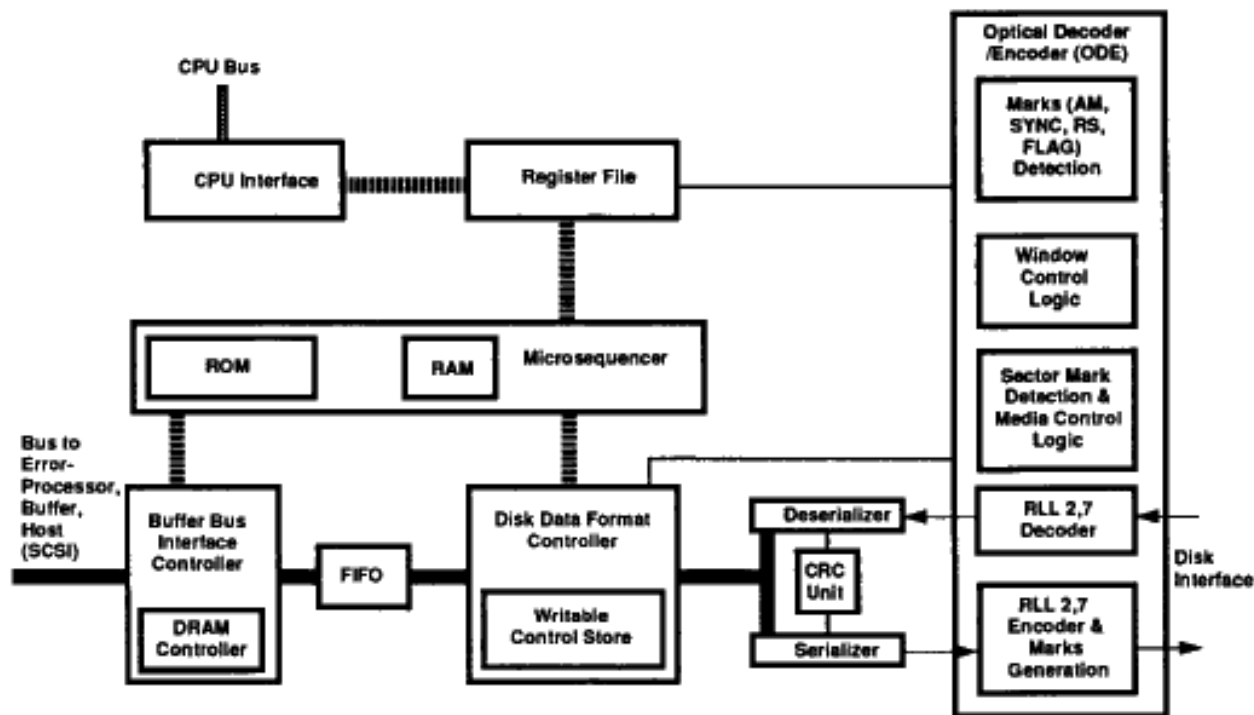 Optical Decoder
/Encoder (ODE)
CPU Bus
Marks (AM,
SYNC, RS,
FLAG)
Detection
CPU Interface
Register File
Window
Control
Logic
ROM
RAM
Microsequencer
Sector Mark
Detection &
Media Control
Logic
Bus to
Error-
Processor,
Buffer,
Host
(SCSI)
Buffer Bus
Interface
Controller
FIFO
DRAM
Controller
Disk Data Format
Controller
Writable
Control Store
Deserializer
CRC
Unit
Serializer
RLL 2,7
Decoder
Disk
Interface
RLL 2,7
Encoder &
Marks
Generation